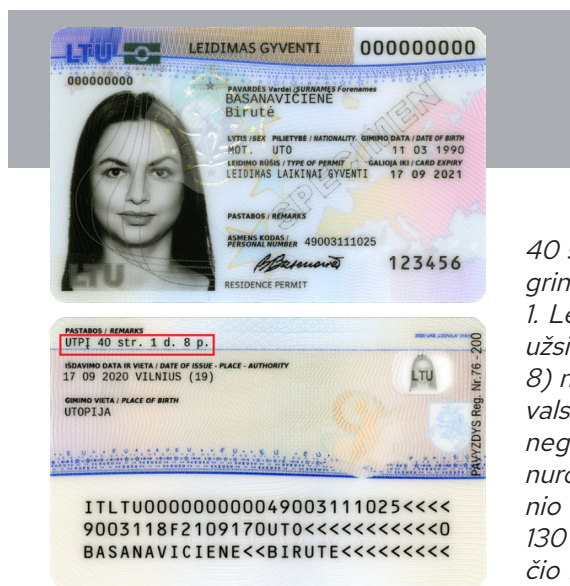 LTU LEIDIMAS GYVENTI 000000000
000000000
PAVARDĖS Vardai /SURNAMES Forenames
BASANAVIČIENĖ
Birutė
LYTIS /SEX PILIETYBĖ / NATIONALITY GIMIMO DATA / DATE OF BIRTH
MOT. UTO 11 03 1990
LEIDIMO RŪŠIS / TYPE OF PERMIT GALIOJA IKI / CARD EXPIRY
LEIDIMAS LAIKINAI GYVENTI 17 09 2021
SPECIMEN
PASTABOS / REMARKS
ASMENS KODAS /
PERSONAL NUMBER 49003111025
LTU
123456
RESIDENCE PERMIT
PASTABOS / REMARKS
UTPĮ 40 str. 1 d. 8 p.
IŠDAVIMO DATA IR VIETA / DATE OF ISSUE - PLACE - AUTHORITY
17 09 2020 VILNIUS (19)
GIMIMO VIETA / PLACE OF BIRTH
UTOPIJA
LTU
PAVYZDYS Reg. Nr.76 -200
ITLTU000000000049003111025<<<<
9003118F2109170UTO<<<<<<<<<<<0
BASANAVICIENE<<BIRUTE<<<<<<<<<
40 s
grin
1. Le
užsi
8) n
vals
neg
nuro
nio
130
čio